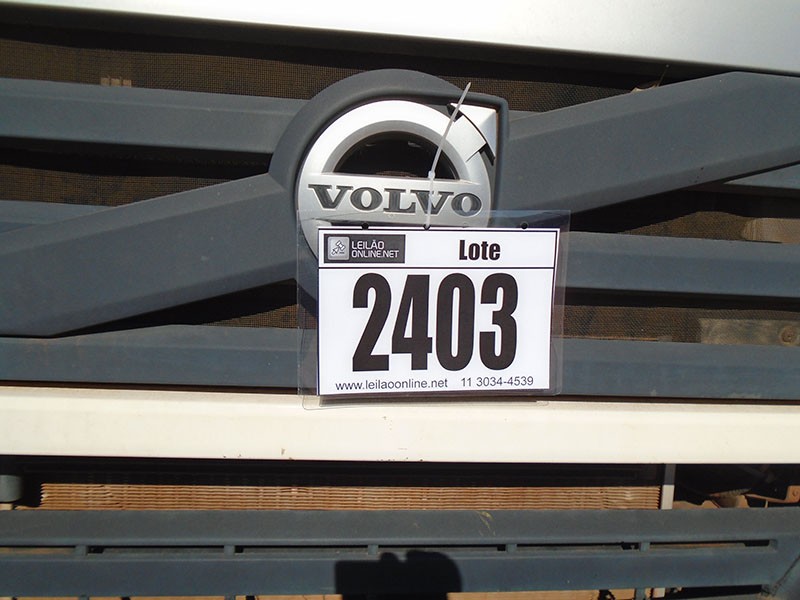 VOLVO
LEILÃO
ONLINE.NET
Lote
2403
www.leilaoonline.net 11 3034-4539